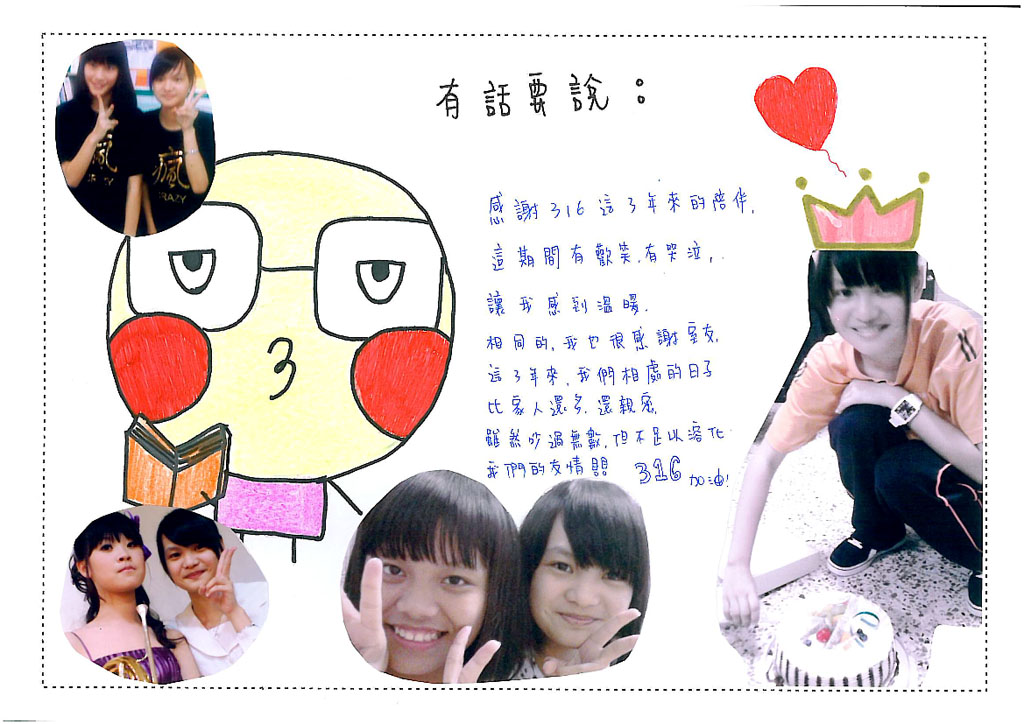 有話要說：
感謝316這3年來的陪伴,
這期間有歡笑.有哭泣,
讓我感到溫暖.
相同的,我也很感謝室友,
這3年來,我們相處的日子
比家人還多.還親密,
雖然吵過無數,但不足以溶化
我們的友情 316加油!
瘋
RAZY
瘋
CRAZY